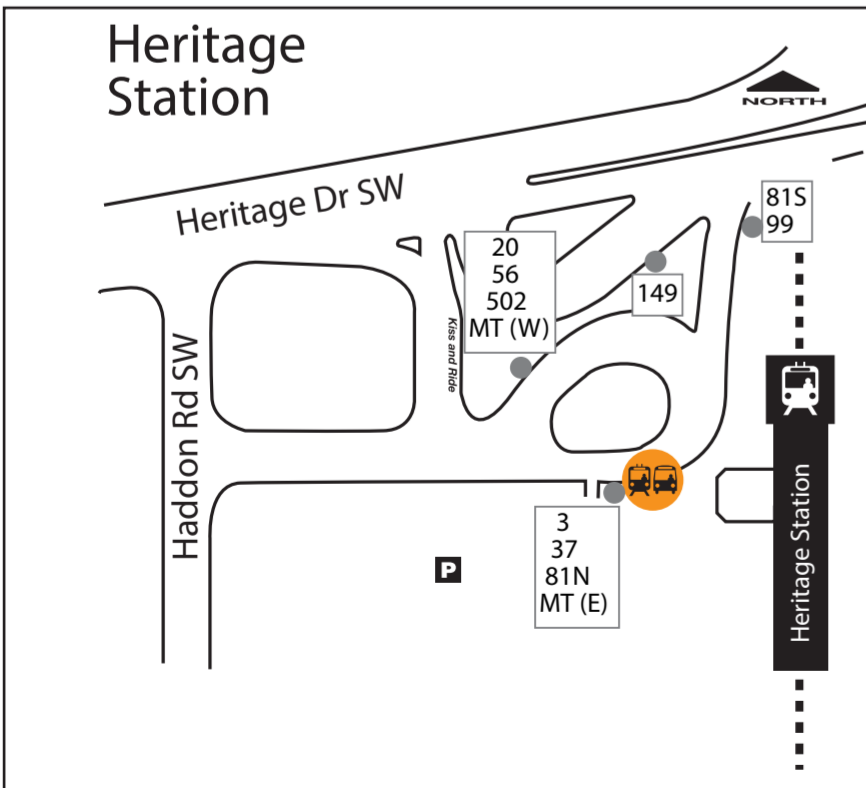 Heritage
Station
NORTH
Heritage Dr SW
81S
99
20
56
502
MT (W)
149
Kiss and Ride
Haddon Rd SW
Heritage Station
3
37
81N
MT (E)
P